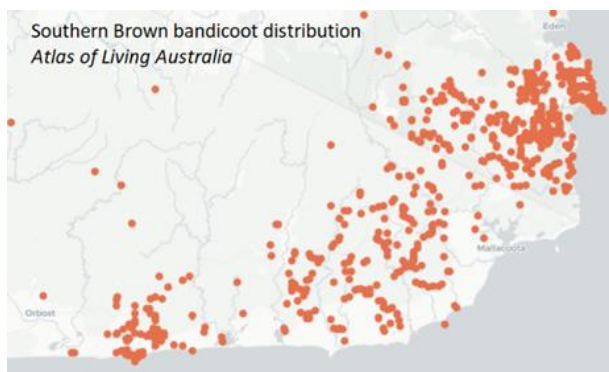 Southern Brown bandicoot distribution
Atlas of Living Australia
Eden
Mallacoota
Orbost